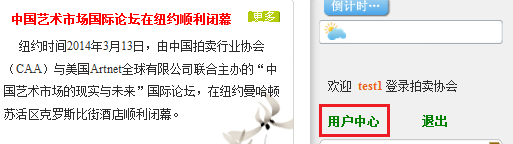 中国艺术市场国际论坛在纽约顺利闭幕 更多
纽约时间2014年3月13日，由中国拍卖行业协会
（CAA）与美国Artnet全球有限公司联合主办的“中
国艺术市场的现实与未来”国际论坛，在纽约曼哈顿
苏活区克罗斯比街酒店顺利闭幕。
倒计时…
欢迎 test1 登录拍卖协会
用户中心 退出